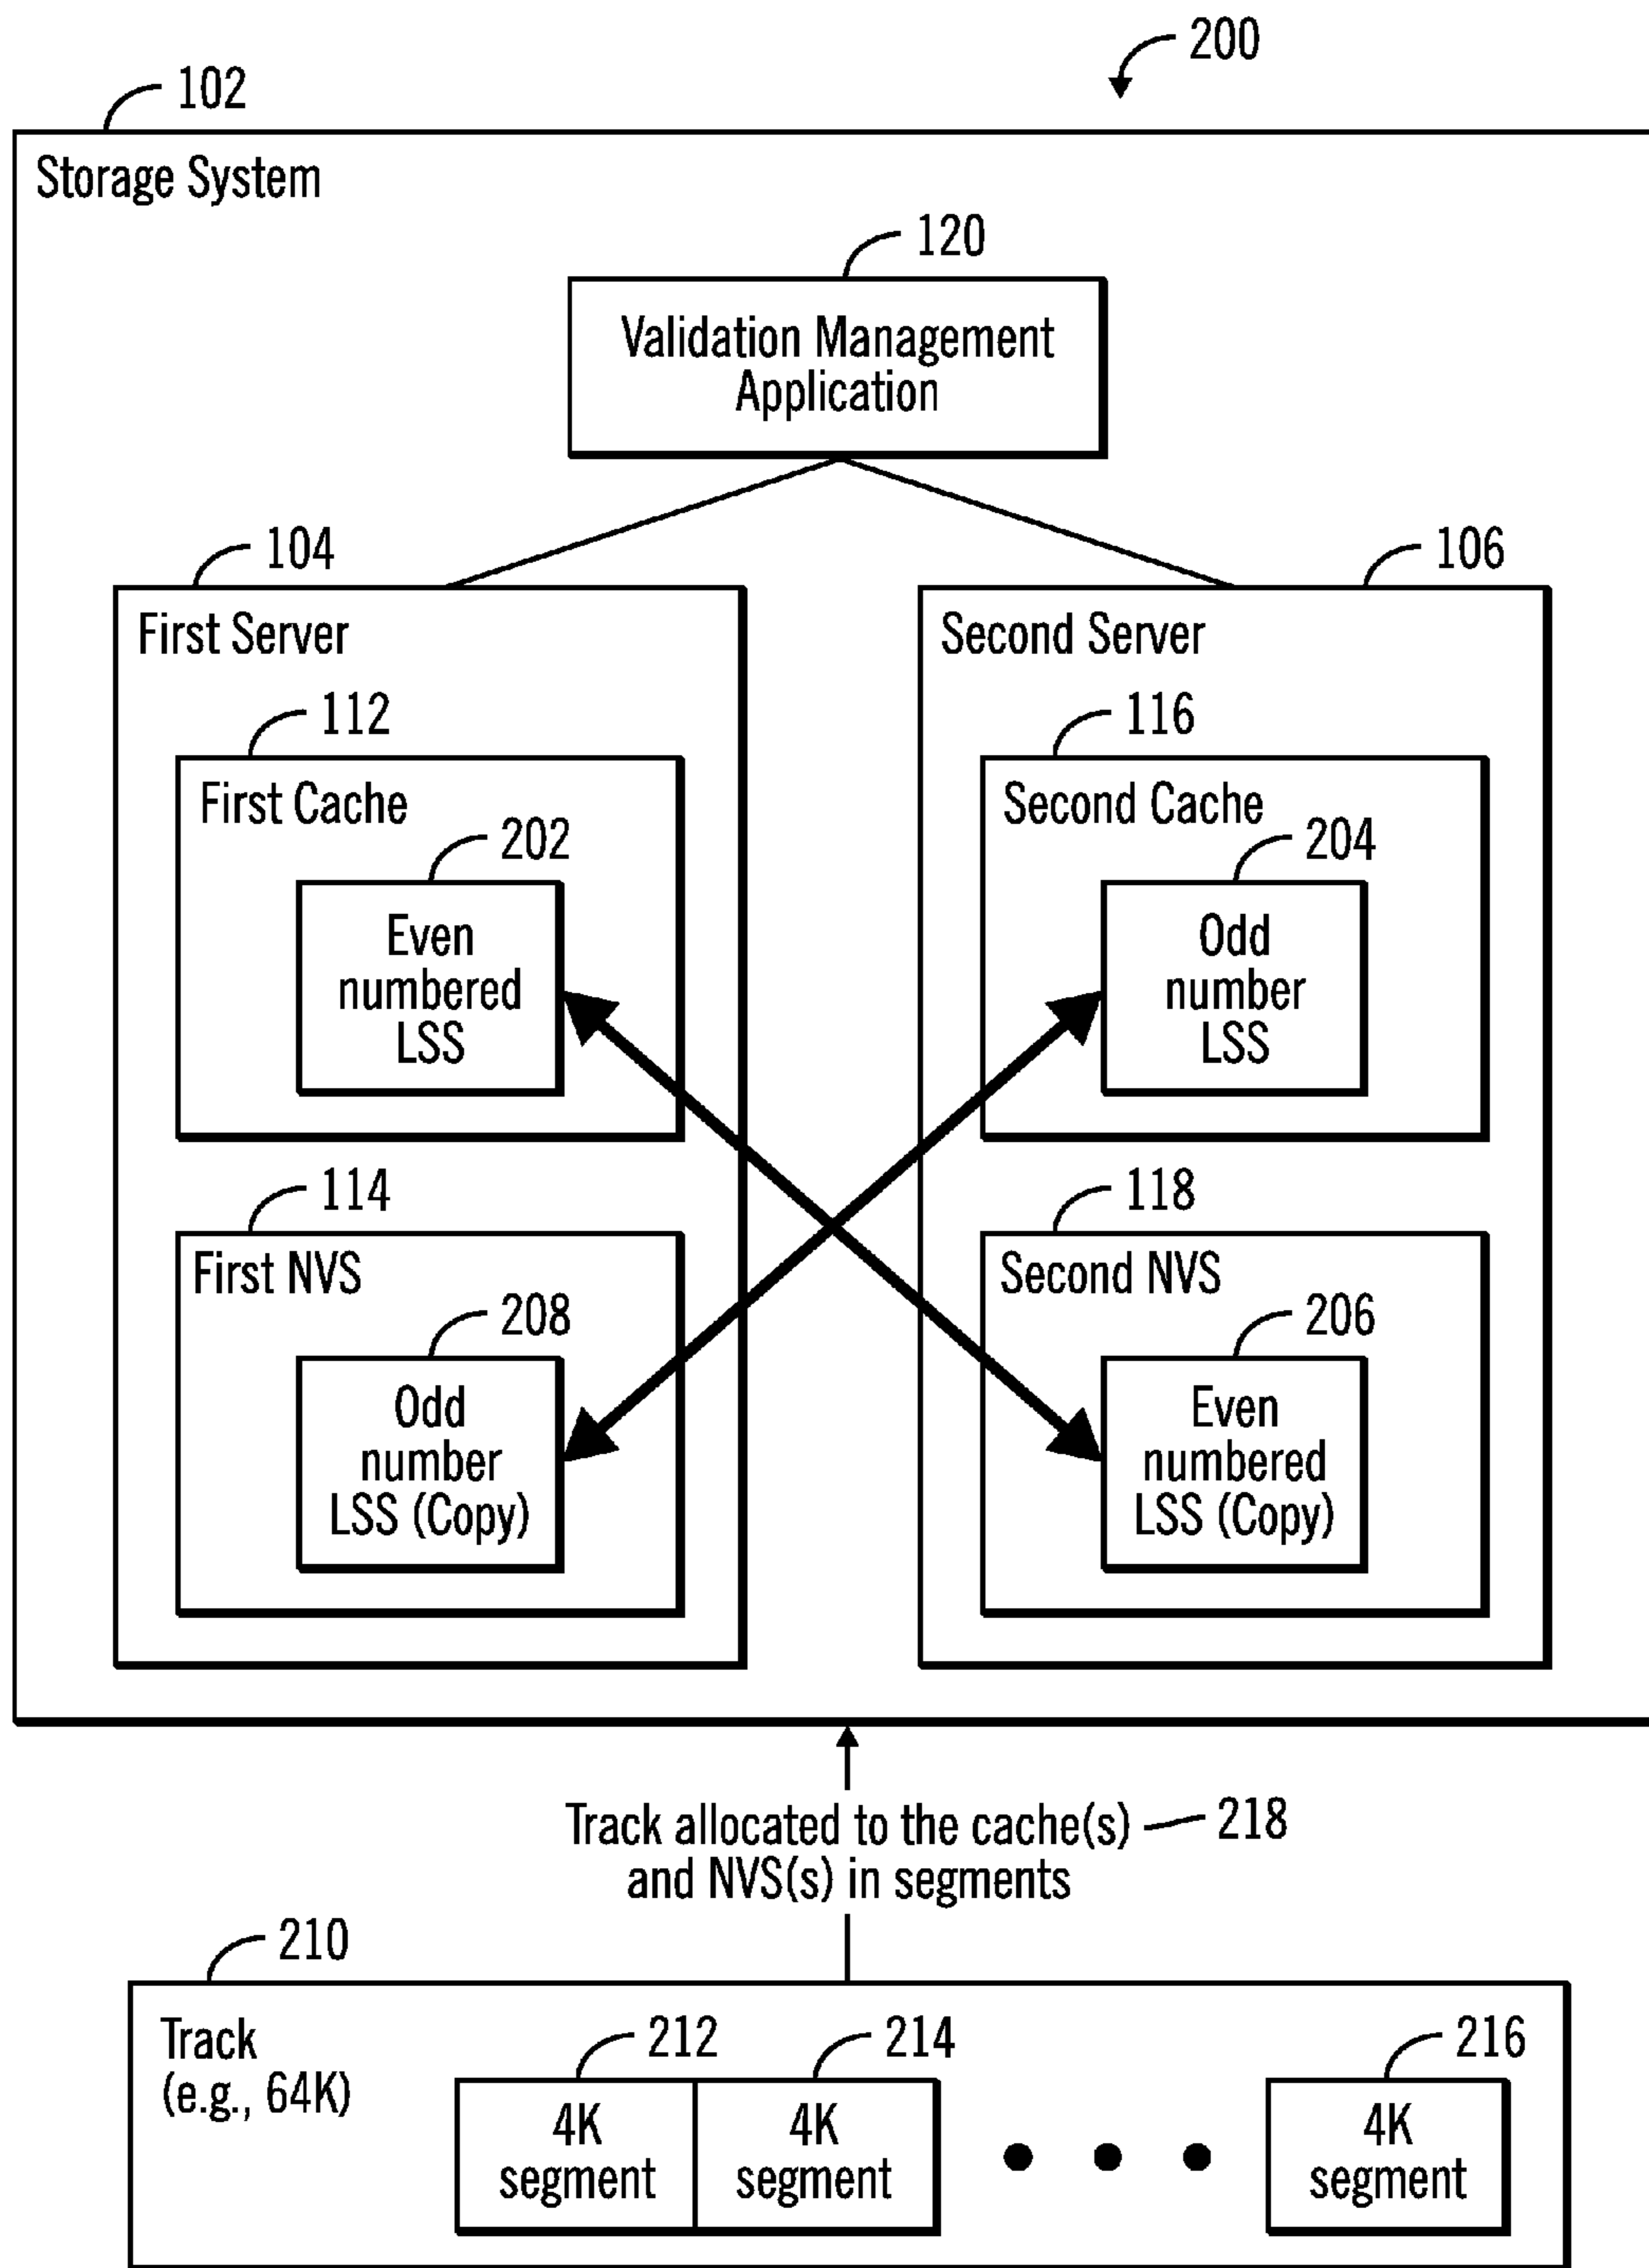 200
102
Storage System
120
Validation Management
Application
104
106
First Server
Second Server
112
116
First Cache
Second Cache
202
204
Even
numbered
LSS
Odd
number
LSS
114
118
First NVS
Second NVS
208
206
Odd
number
LSS (Copy)
Even
numbered
LSS (Copy)
Track allocated to the cache(s)
and NVS(s) in segments
218
210
Track
(e.g., 64K)
212
214
216
4K
segment
4K
segment
4K
segment